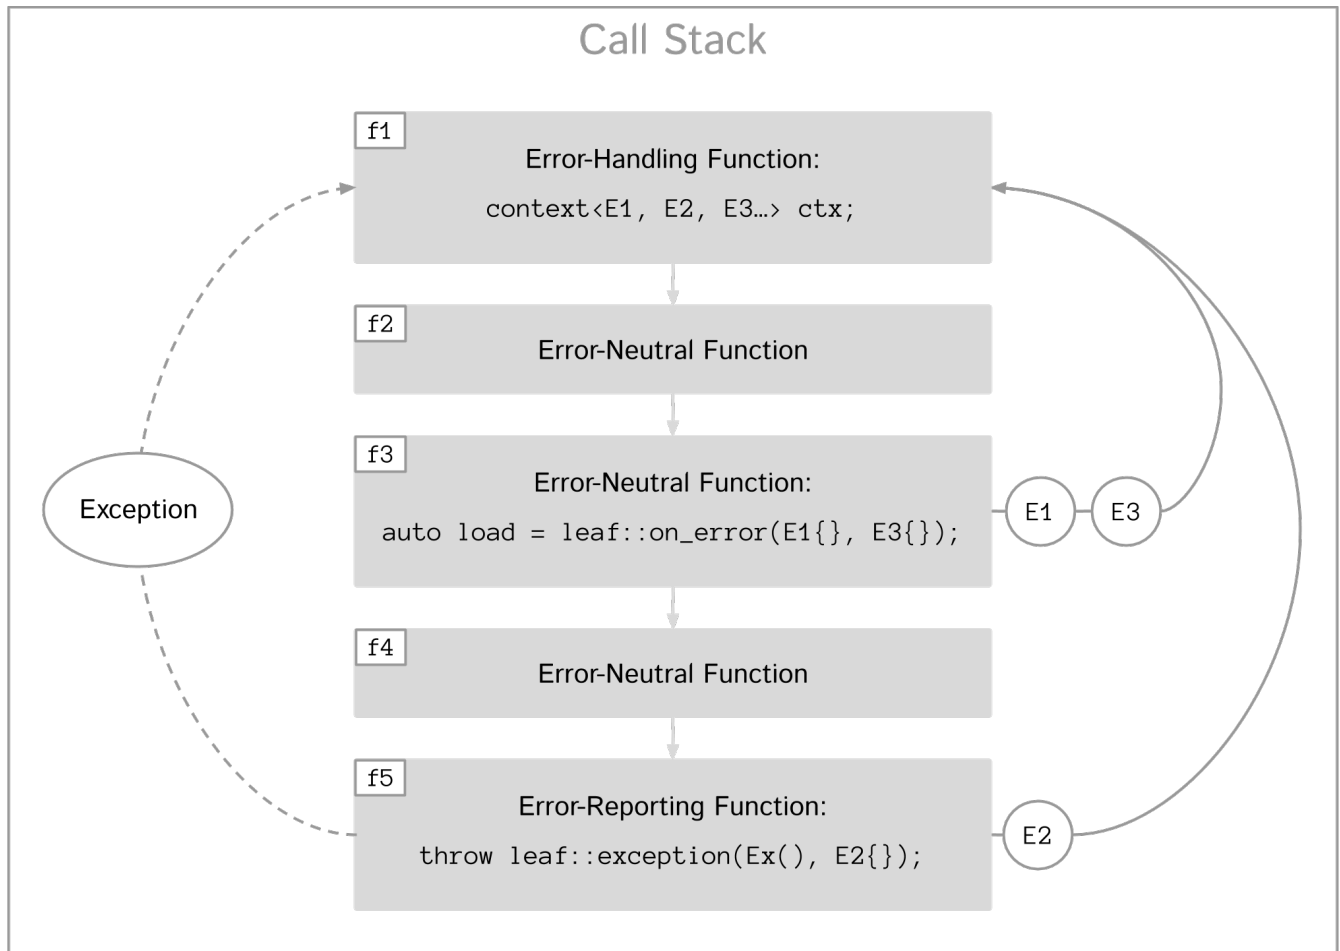 Call Stack
f1
Error-Handling Function:
context<E1, E2, E3…> ctx;
f2
Error-Neutral Function
f3
Error-Neutral Function:
auto load = leaf::on_error(E1{}, E3{});
E1
E3
Exception
f4
Error-Neutral Function
f5
Error-Reporting Function:
throw leaf::exception(Ex(), E2{});
E2